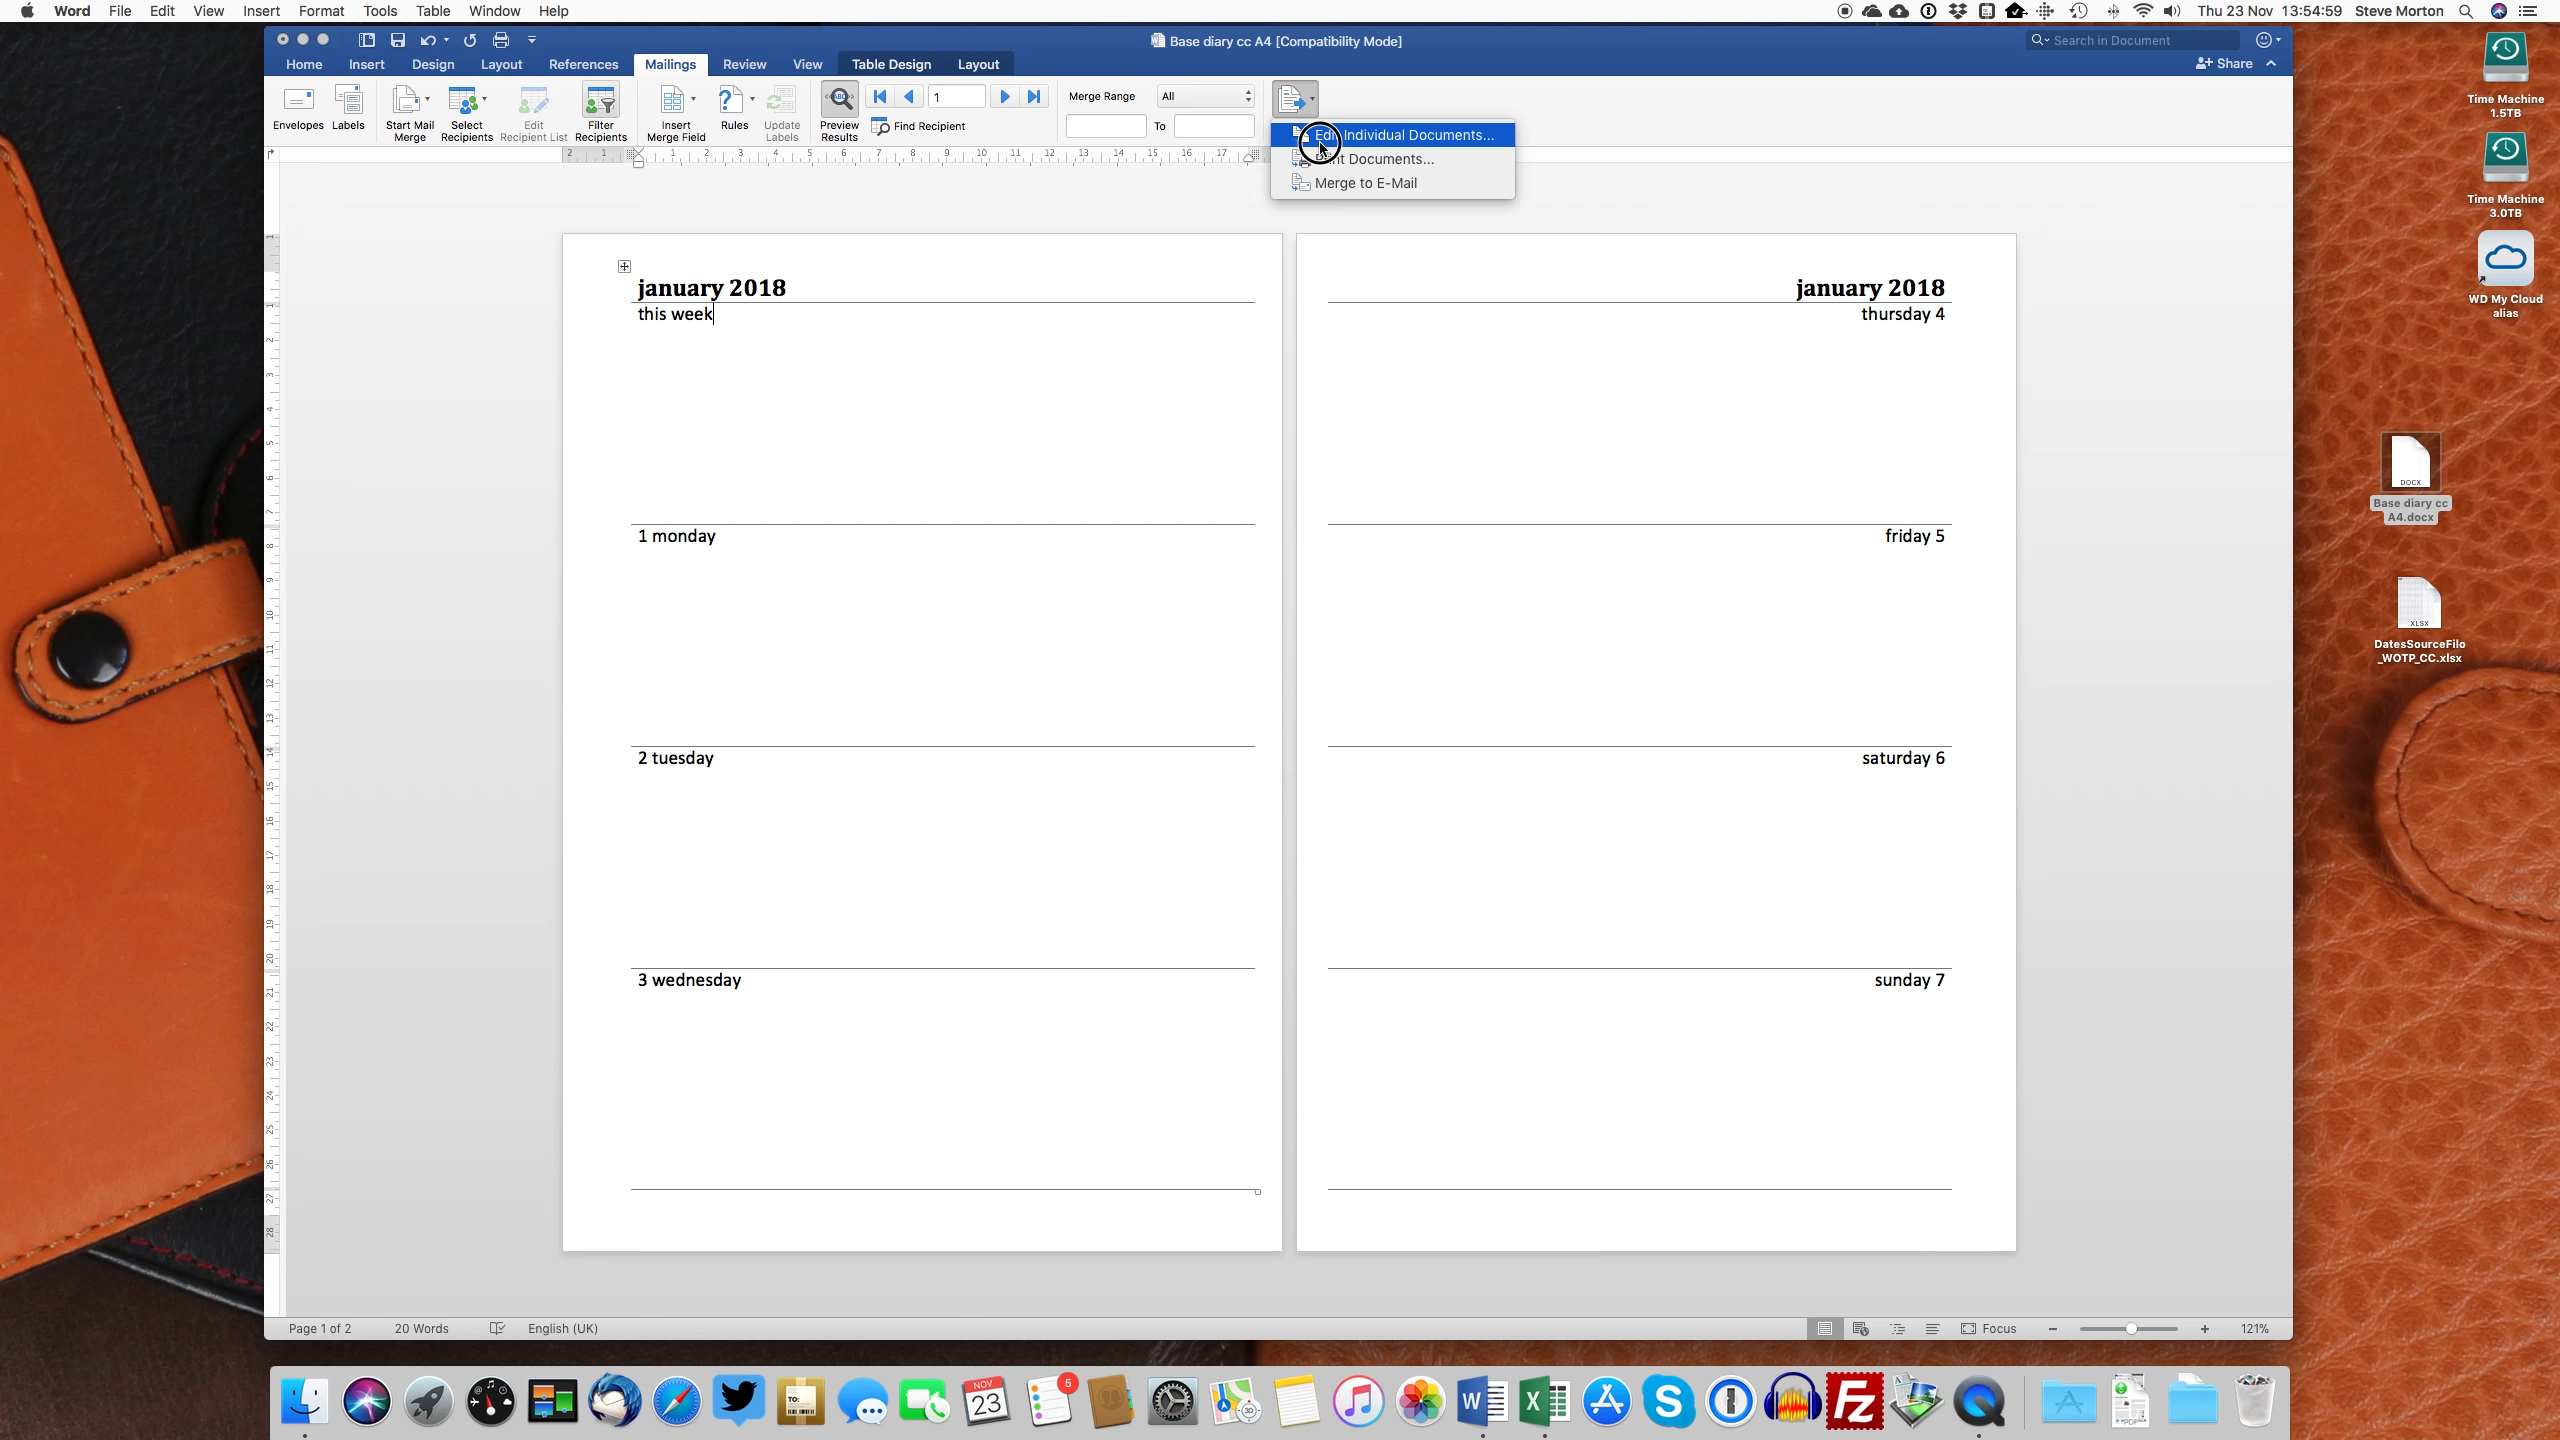 Word File Edit View Insert Format Tools Table Window Help
Thu 23 Nov 13:54:59 Steve Morton
Base diary cc A4 [Compatibility Mode]
Search in Document
Home Insert Design Layout References Mailings Review View Table Design Layout
Share
Envelopes Labels
Start Mail Merge
Select Recipients
Edit Recipient List
Filter Recipients
Insert Merge Field
Rules
Update Labels
Preview Results
1
Find Recipient
Merge Range All
To
Individual Documents...
Documents...
Merge to E-Mail
january 2018
this week
1 monday
2 tuesday
3 wednesday
january 2018
thursday 4
friday 5
saturday 6
sunday 7
Page 1 of 2 20 Words English (UK)
Focus 121%
Time Machine
1.5TB
Time Machine
3.0TB
WD My Cloud
alias
DOCX
Base diary cc
A4.docx
XLSX
DatesSourceFilo
_WOTP_CC.xlsx
NOV
23
5
TO:
3D